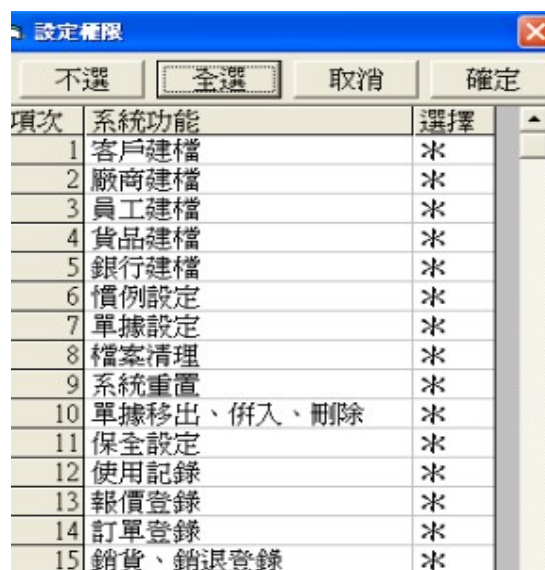 設定權限
不選 全選 取消 確定
項次 系統功能 選擇
1 客戶建檔 *
2 廠商建檔 *
3 員工建檔 *
4 貨品建檔 *
5 銀行建檔 *
6 慣例設定 *
7 單據設定 *
8 檔案清理 *
9 系統重置 *
10 單據移出、併入、刪除 *
11 保全設定 *
12 使用記錄 *
13 報價登錄 *
14 訂單登錄 *
15 銷貨、銷退登錄 *